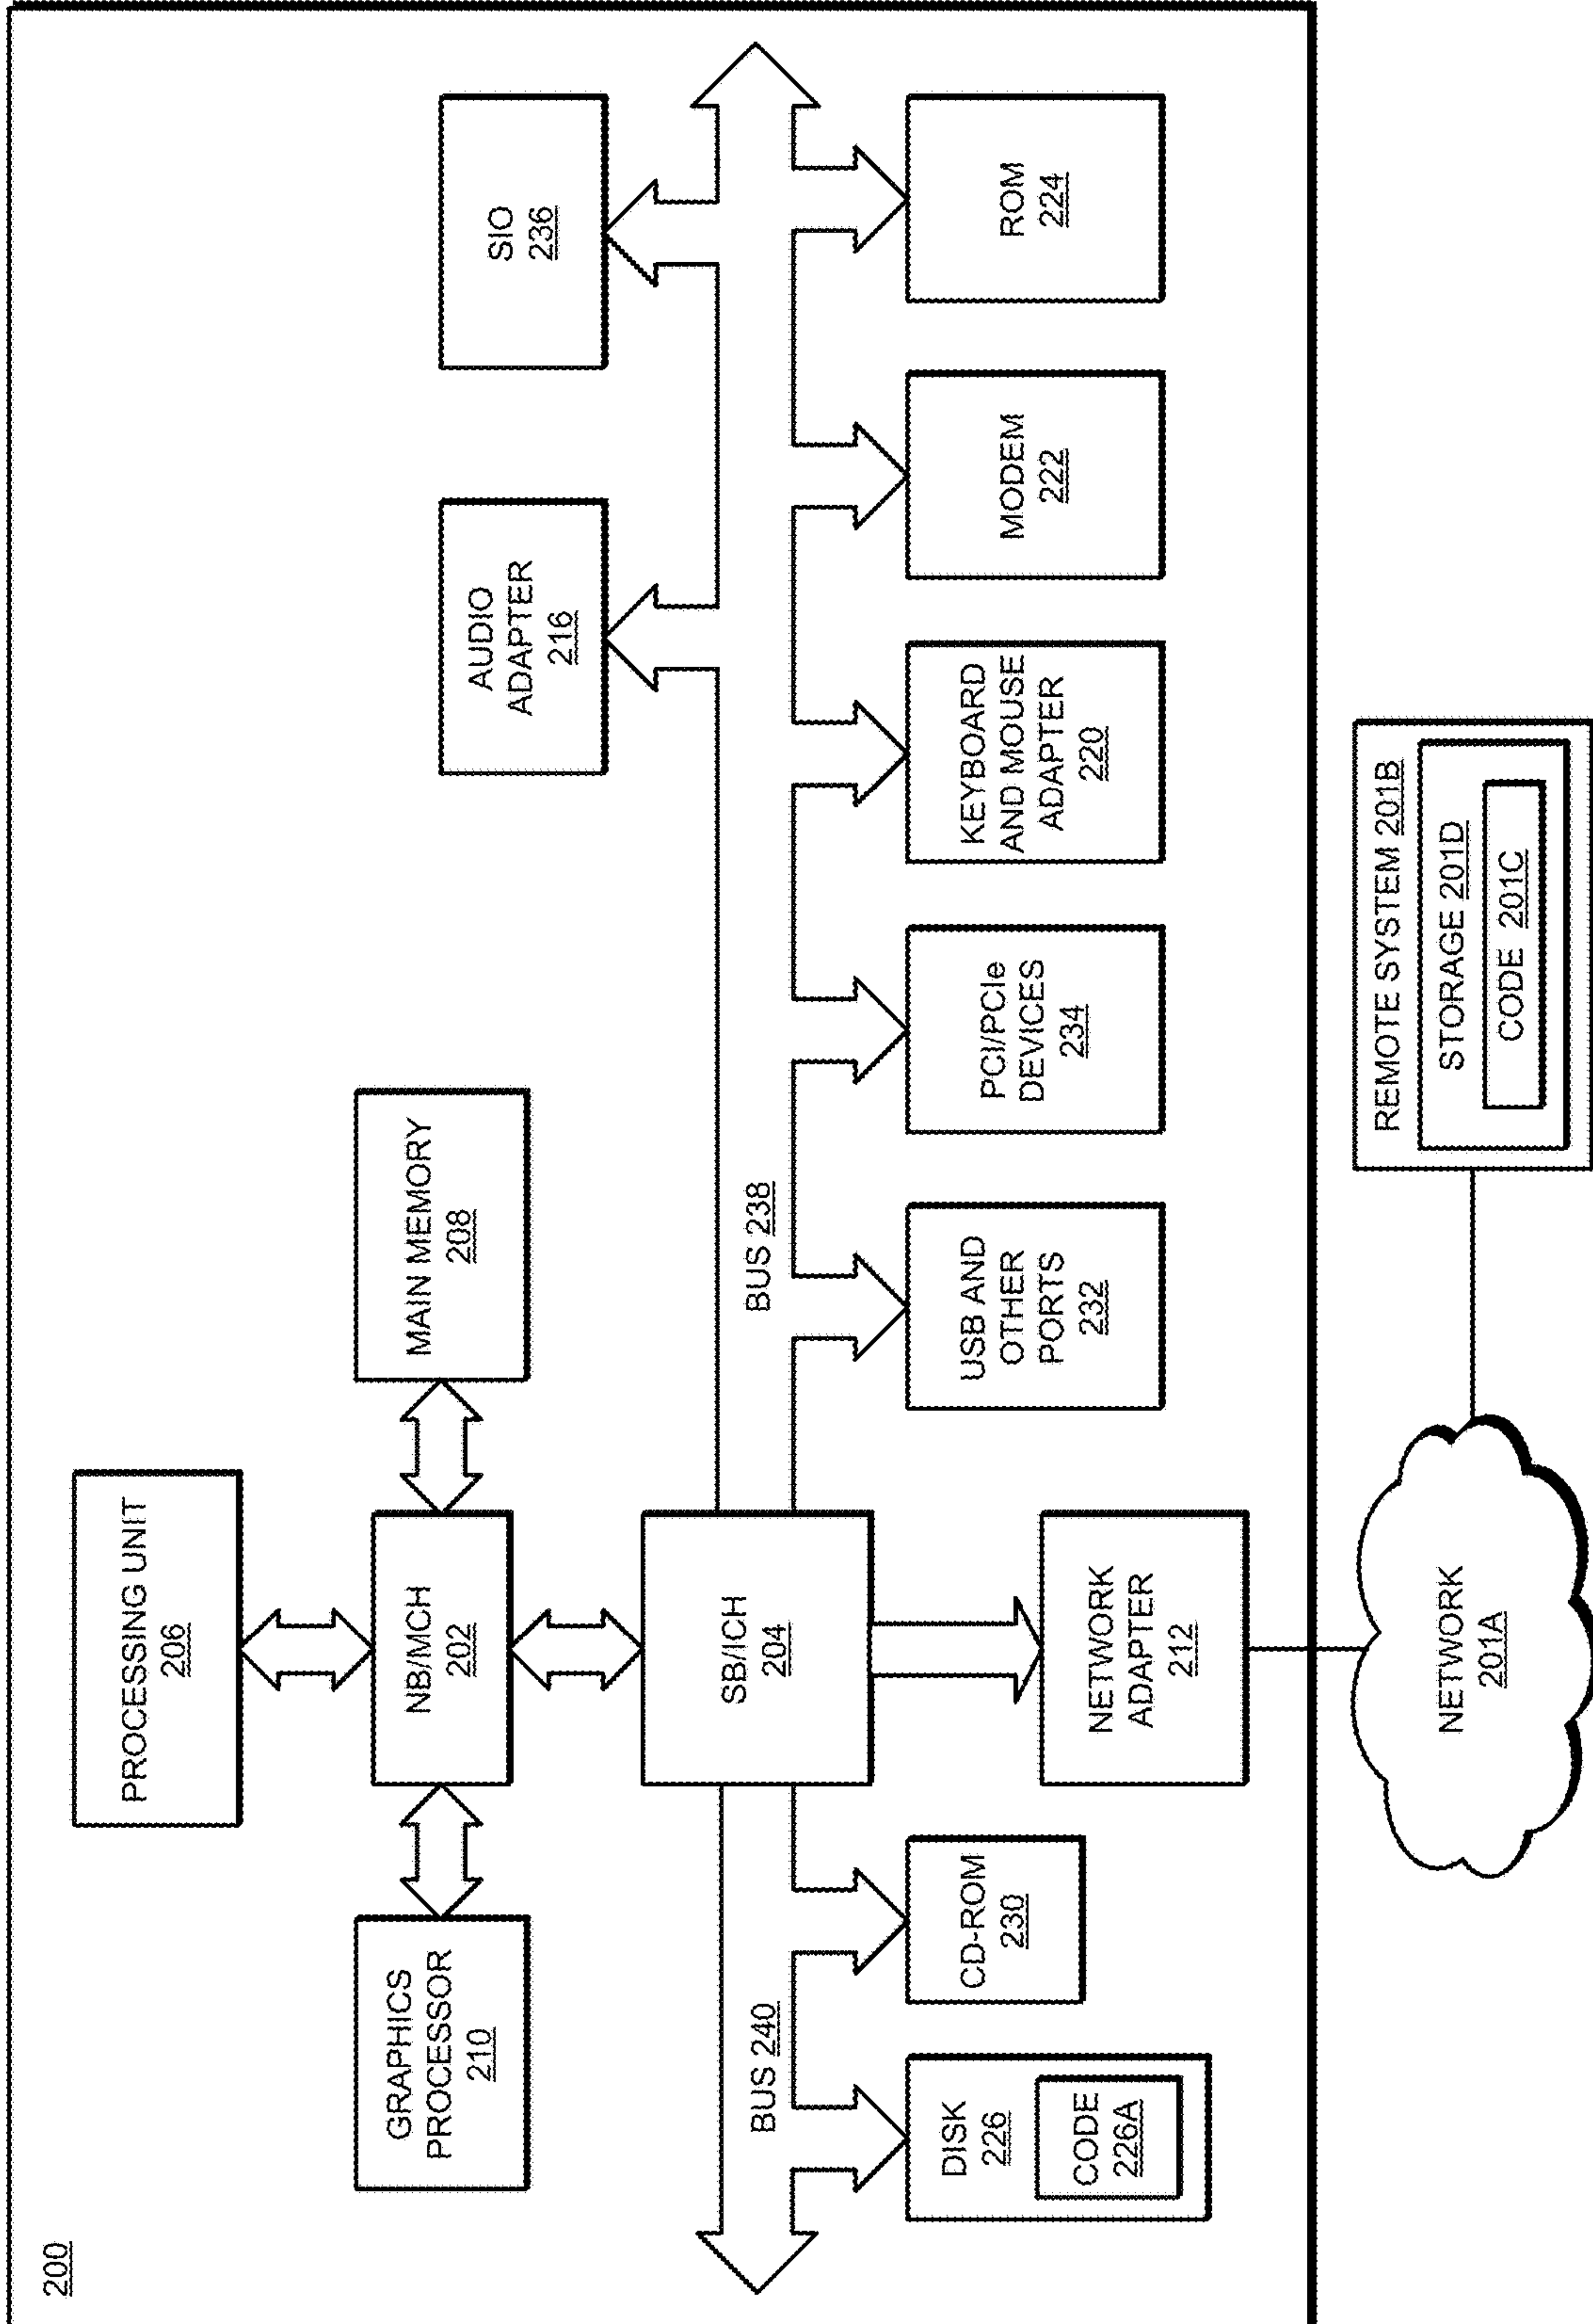 200
PROCESSING UNIT
206
GRAPHICS
PROCESSOR
210
NB/MCH
202
MAIN MEMORY
208
AUDIO
ADAPTER
216
SIO
236
SB/ICH
204
BUS 240
BUS 238
DISK
226
CODE
226A
CD-ROM
230
NETWORK
ADAPTER
212
USB AND
OTHER
PORTS
232
PCI/PCIe
DEVICES
234
KEYBOARD
AND MOUSE
ADAPTER
220
MODEM
222
ROM
224
NETWORK
201A
REMOTE SYSTEM 201B
STORAGE 201D
CODE 201C